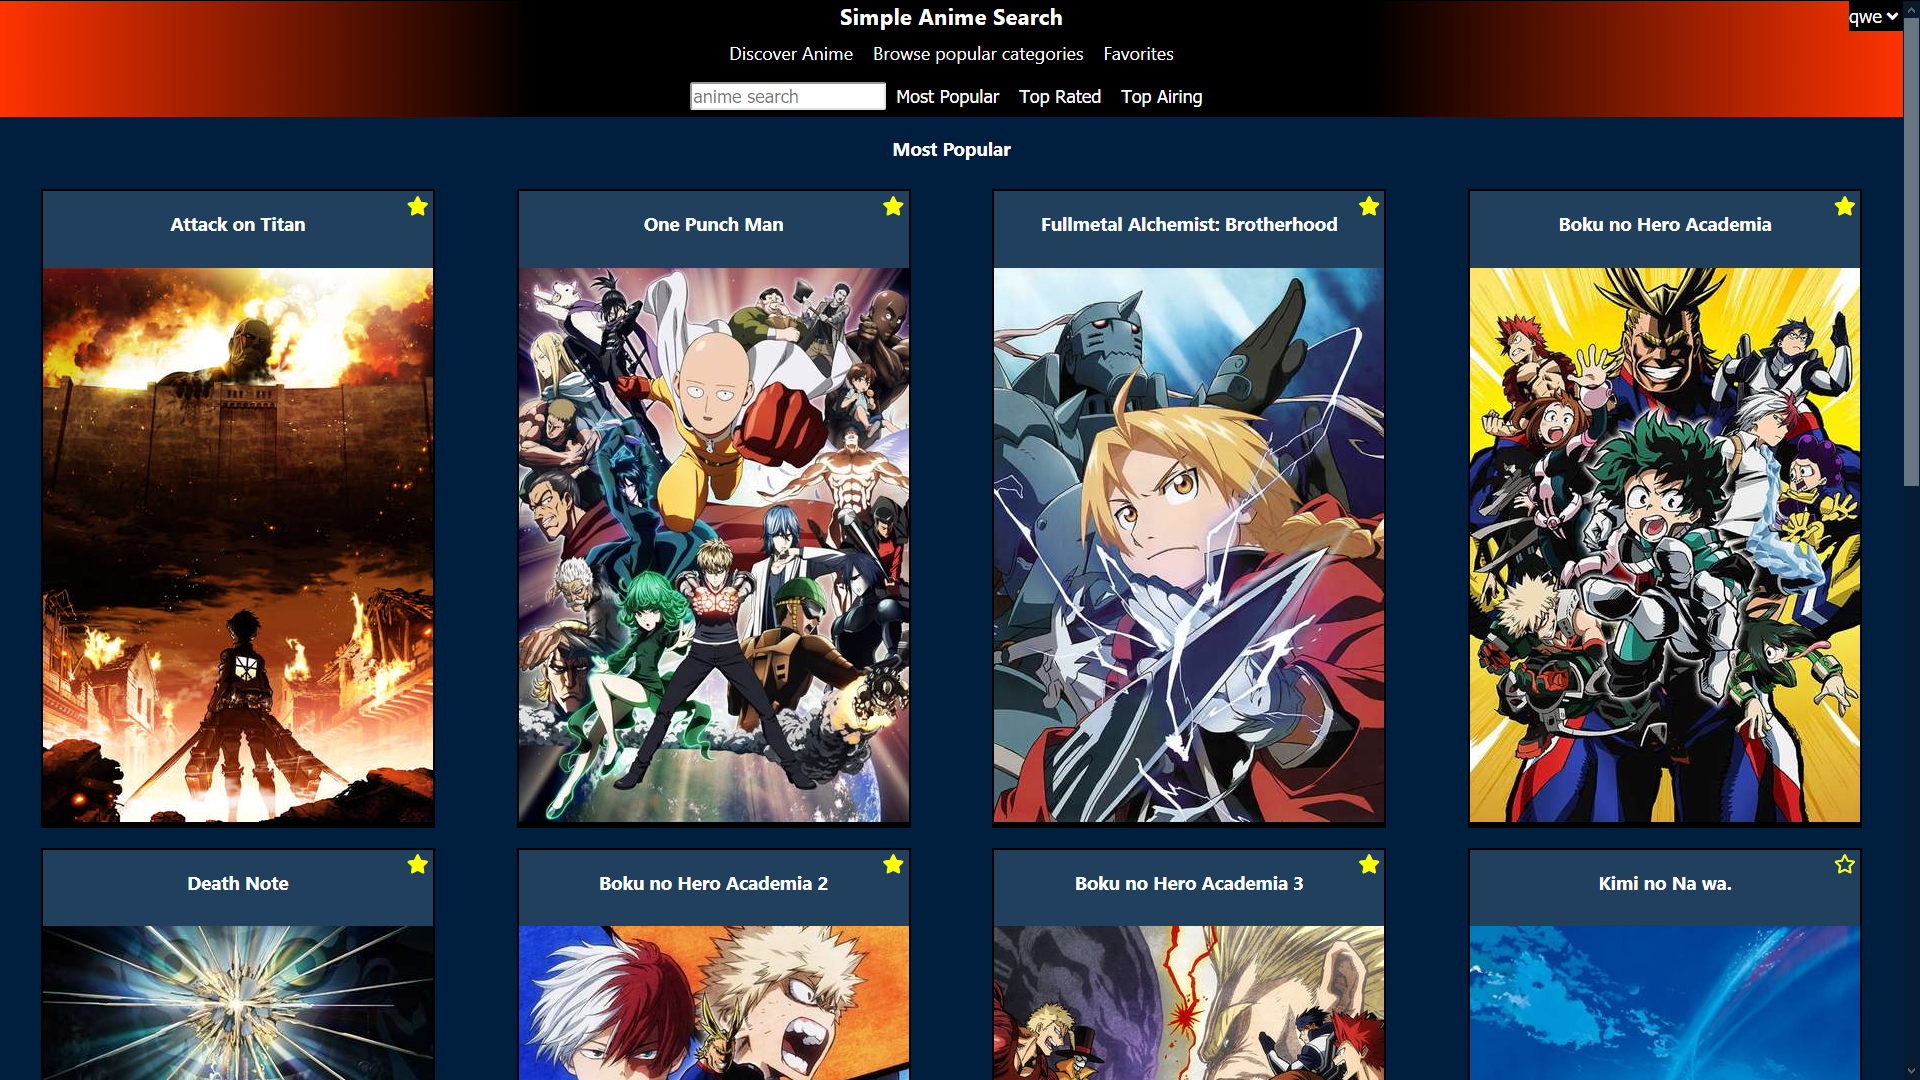 Simple Anime Search
qwe
Discover Anime Browse popular categories Favorites
anime search Most Popular Top Rated Top Airing
Most Popular
Attack on Titan
One Punch Man
Fullmetal Alchemist: Brotherhood
Boku no Hero Academia
Death Note
Boku no Hero Academia 2
Boku no Hero Academia 3
Kimi no Na wa.